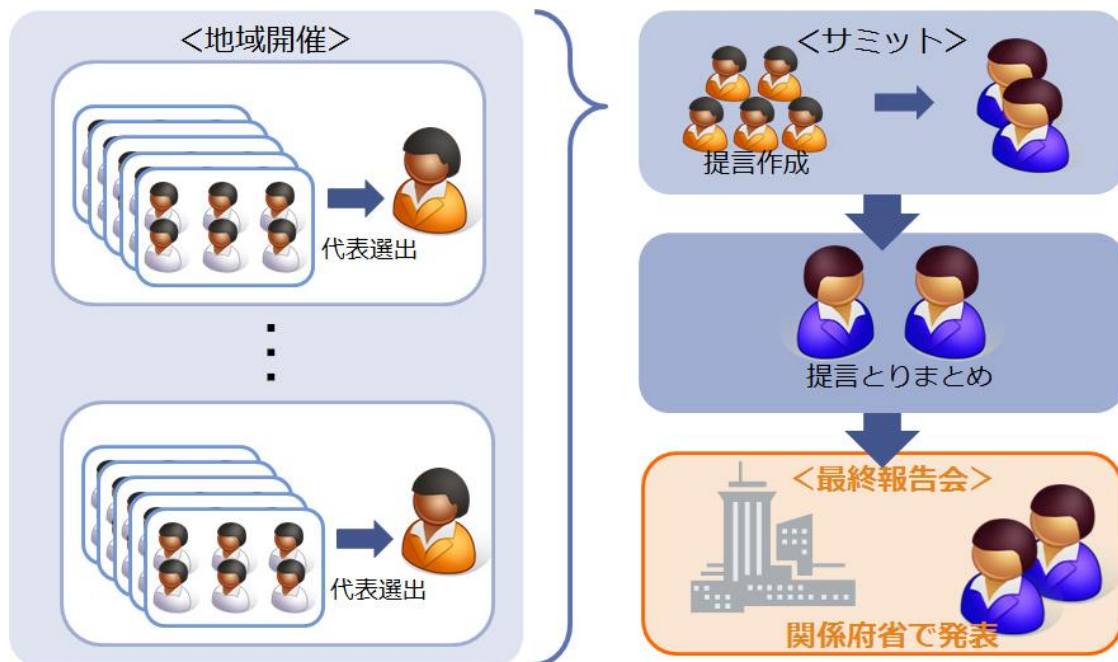 <地域開催>
代表選出
代表選出
<サミット>
提言作成
提言とりまとめ
<最終報告会>
関係府省で発表